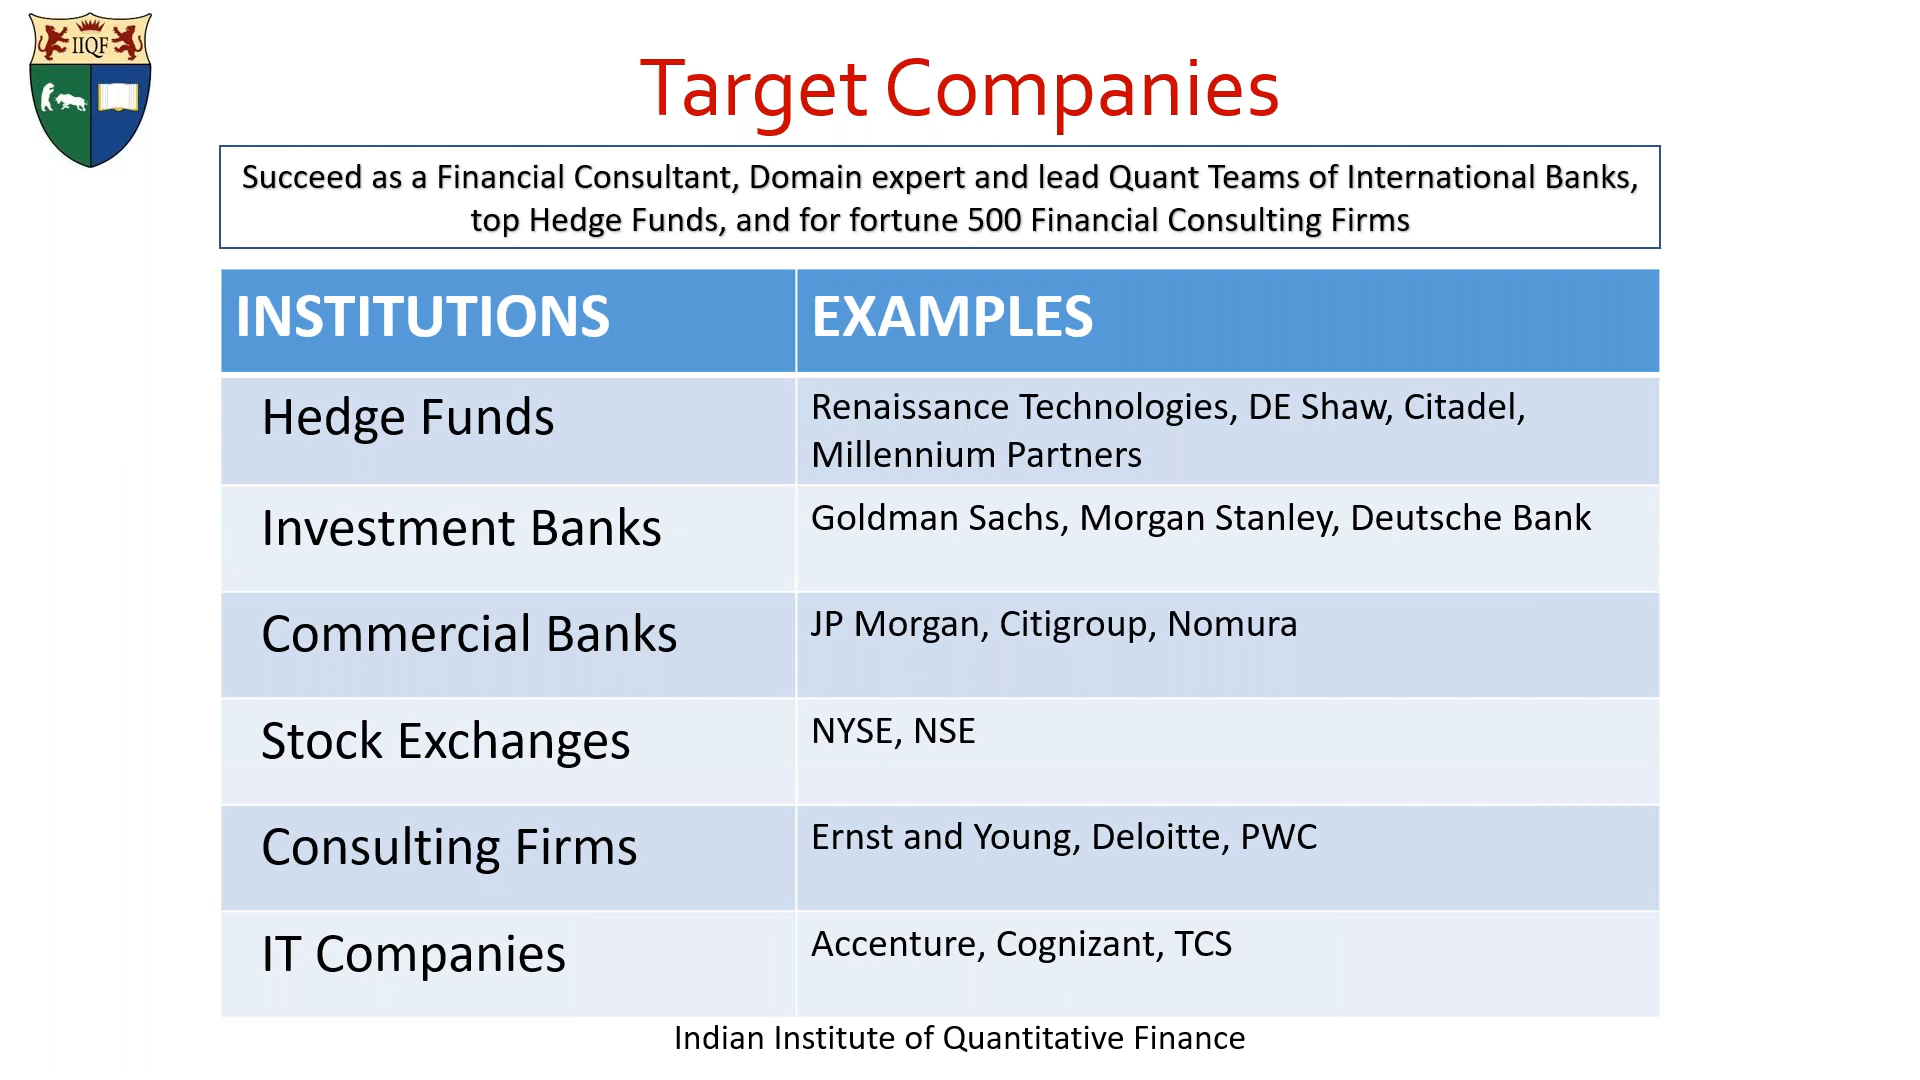 IIQF
Target Companies
Succeed as a Financial Consultant, Domain expert and lead Quant Teams of International Banks,
top Hedge Funds, and for fortune 500 Financial Consulting Firms
INSTITUTIONS
EXAMPLES
Hedge Funds
Renaissance Technologies, DE Shaw, Citadel,
Millennium Partners
Investment Banks
Goldman Sachs, Morgan Stanley, Deutsche Bank
Commercial Banks
JP Morgan, Citigroup, Nomura
Stock Exchanges
NYSE, NSE
Consulting Firms
Ernst and Young, Deloitte, PWC
IT Companies
Accenture, Cognizant, TCS
Indian Institute of Quantitative Finance